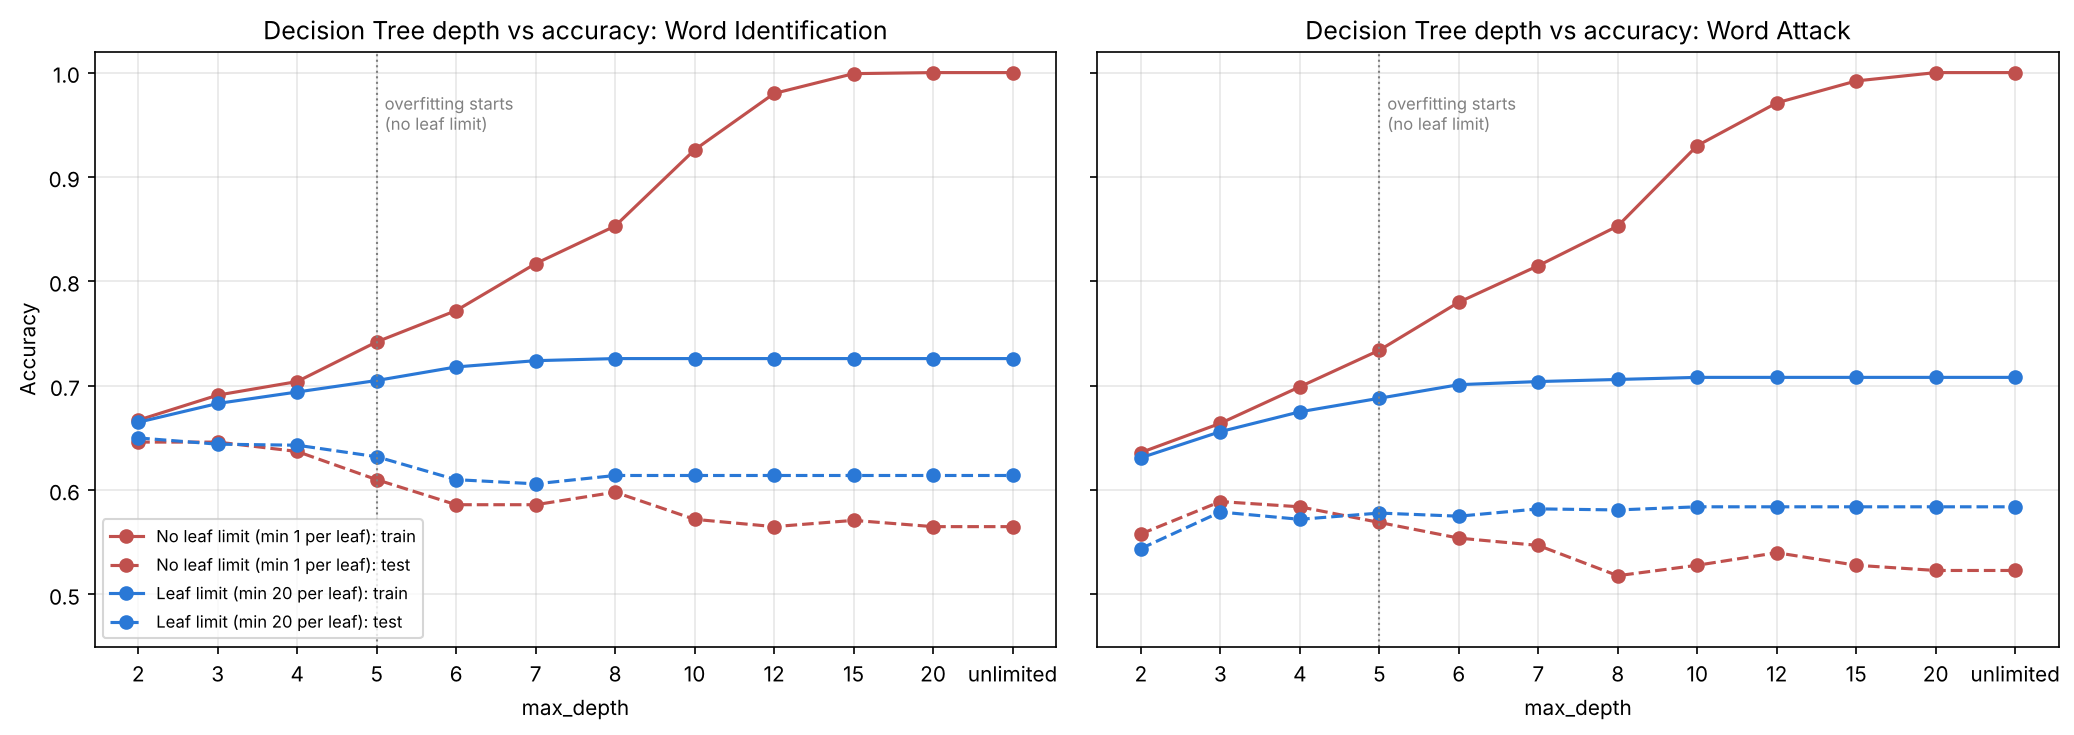 Decision Tree depth vs accuracy: Word Identification
Accuracy
1.0
0.9
0.8
0.7
0.6
0.5
overfitting starts
(no leaf limit)
No leaf limit (min 1 per leaf): train
No leaf limit (min 1 per leaf): test
Leaf limit (min 20 per leaf): train
Leaf limit (min 20 per leaf): test
2 3 4 5 6 7 8 10 12 15 20 unlimited
max_depth
Decision Tree depth vs accuracy: Word Attack
overfitting starts
(no leaf limit)
2 3 4 5 6 7 8 10 12 15 20 unlimited
max_depth